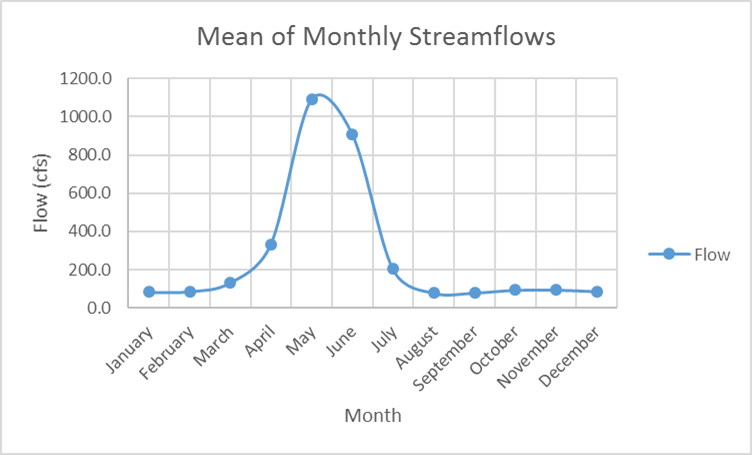 Mean of Monthly Streamflows
1200.0
1000.0
800.0
600.0
400.0
200.0
0.0
Flow (cfs)
January
February
March
April
May
June
July
August
September
October
November
December
Month
Flow